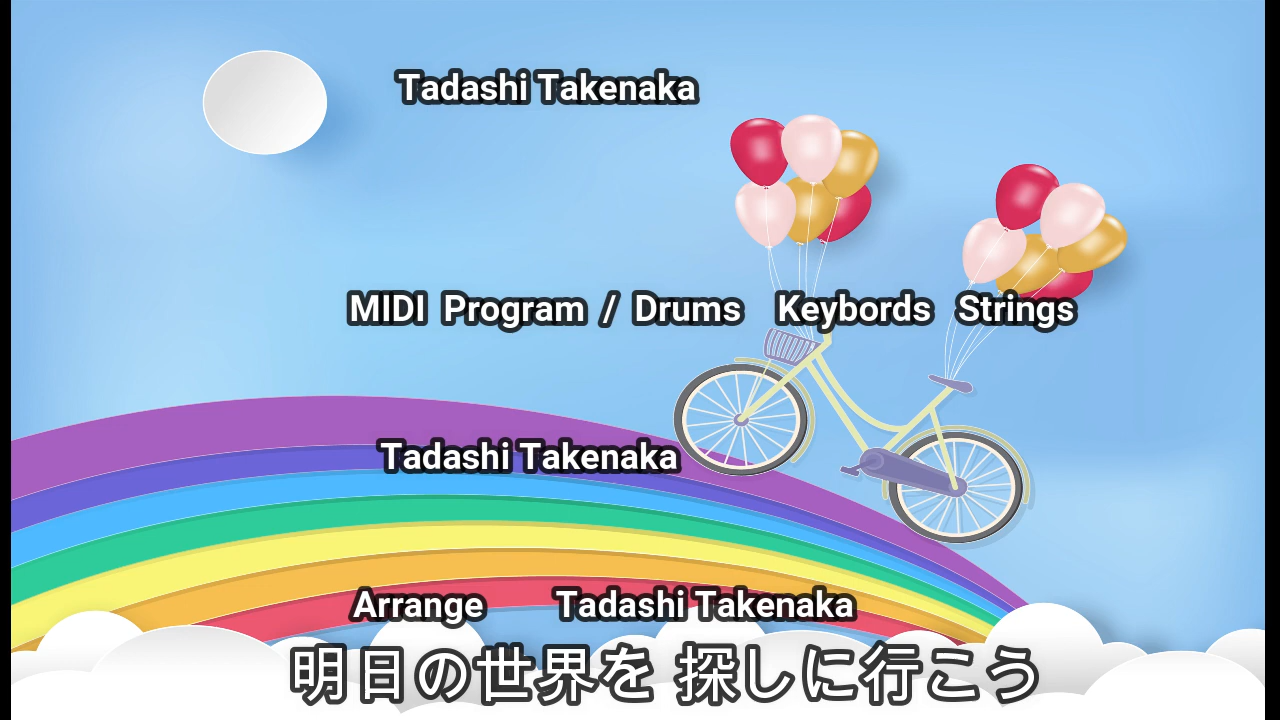 Tadashi Takenaka
MIDI Program / Drums Keybords Strings
Tadashi Takenaka
Arrange Tadashi Takenaka
明日の世界を 探しに行こう